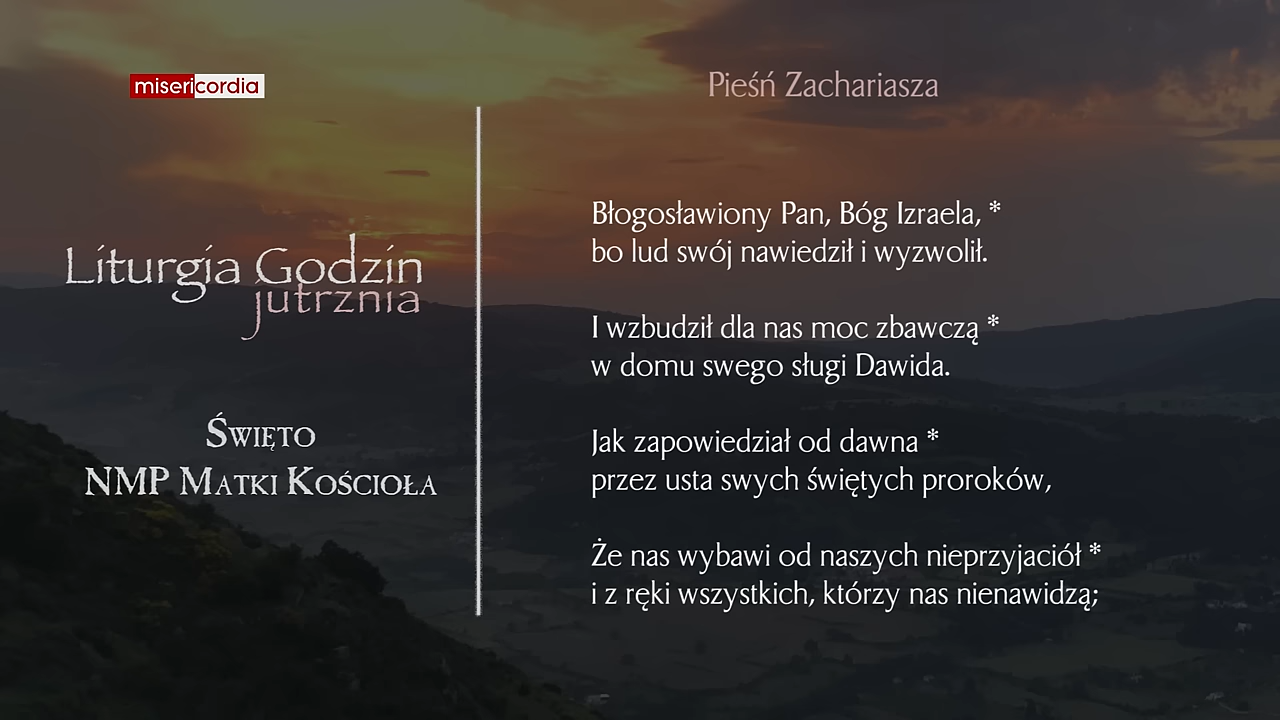 misericordia
Liturgia Godzin
jutrznia
Święto
NMP Matki Kościoła
Pieśń Zachariasza
Błogosławiony Pan, Bóg Izraela, *
bo lud swój nawiedził i wyzwolił.
I wzbudził dla nas moc zbawczą *
w domu swego sługi Dawida.
Jak zapowiedział od dawna *
przez usta swych świętych proroków,
Że nas wybawi od naszych nieprzyjaciół *
i z ręki wszystkich, którzy nas nienawidzą;